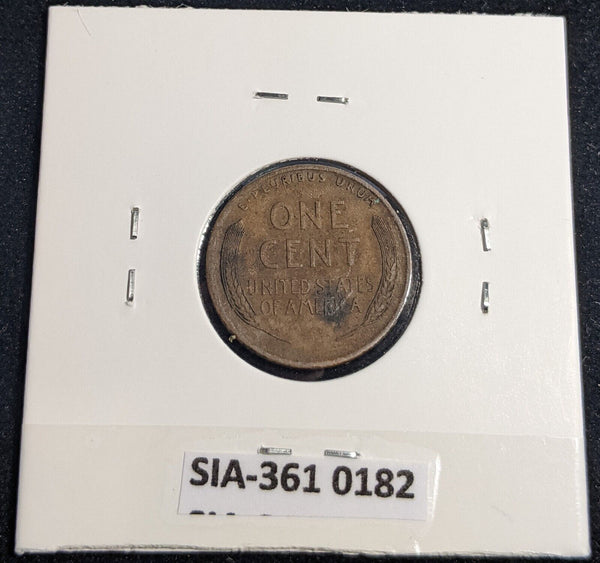 E·PLURIBUS·UNUM
ONE
CENT
UNITED STATES
OF AMERICA
SIA-361 0182